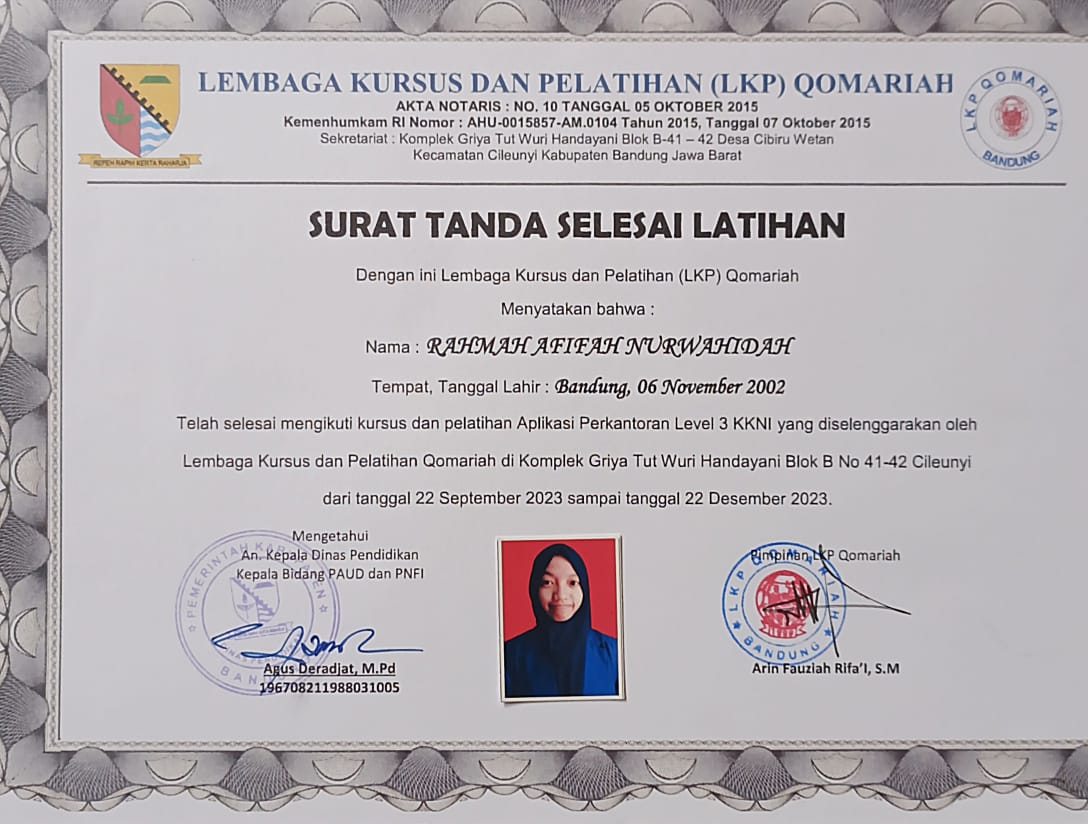 LEMBAGA KURSUS DAN PELATIHAN (LKP) QOMARIAH
AKTA NOTARIS : NO. 10 TANGGAL 05 OKTOBER 2015
Kemenhumkam RI Nomor : AHU-0015857-AM.0104 Tahun 2015, Tanggal 07 Oktober 2015
Sekretariat : Komplek Griya Tut Wuri Handayani Blok B-41 – 42 Desa Cibiru Wetan
Kecamatan Cileunyi Kabupaten Bandung Jawa Barat
REPEH RAPIH KERTA RAHARJA
LKP QOMARIAH
BANDUNG
SURAT TANDA SELESAI LATIHAN
Dengan ini Lembaga Kursus dan Pelatihan (LKP) Qomariah
Menyatakan bahwa :
Nama : RAHMAH AFIFAH NURWAHIDAH
Tempat, Tanggal Lahir : Bandung, 06 November 2002
Telah selesai mengikuti kursus dan pelatihan Aplikasi Perkantoran Level 3 KKNI yang diselenggarakan oleh
Lembaga Kursus dan Pelatihan Qomariah di Komplek Griya Tut Wuri Handayani Blok B No 41-42 Cileunyi
dari tanggal 22 September 2023 sampai tanggal 22 Desember 2023.
Mengetahui
An. Kepala Dinas Pendidikan
Kepala Bidang PAUD dan PNFI
PEMERINTAH
Agus Deradjat, M.Pd
196708211988031005
Pimpinan LKP Qomariah
LKP QOMARIAH
BANDUNG
Arin Fauziah Rifa'I, S.M